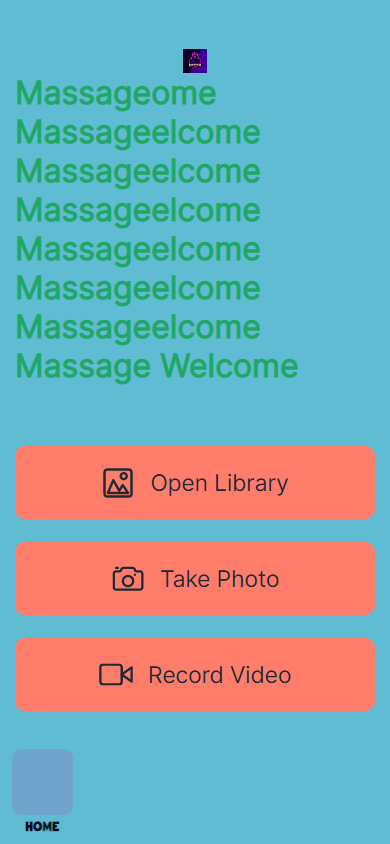 Massageome
Massageelcome
Massageelcome
Massageelcome
Massageelcome
Massageelcome
Massageelcome
Massage Welcome
Open Library
Take Photo
Record Video
HOME